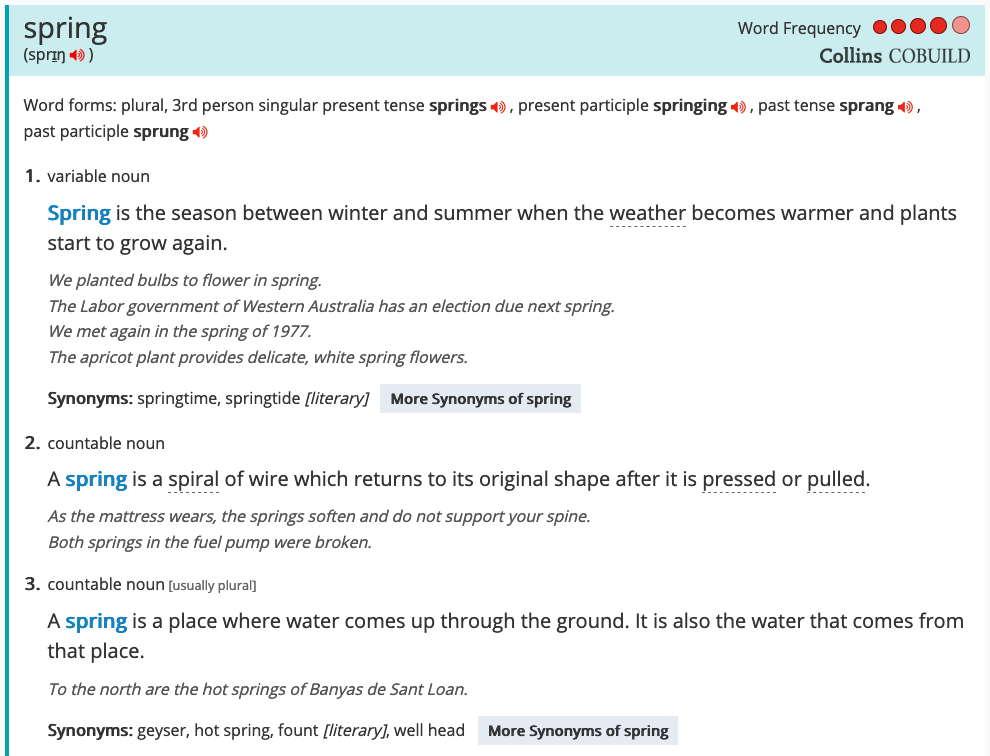 spring
Word Frequency
(sprɪŋ)
Collins COBUILD
Word forms: plural, 3rd person singular present tense springs, present participle springing, past tense sprang,
past participle sprung
1. variable noun
Spring is the season between winter and summer when the weather becomes warmer and plants
start to grow again.
We planted bulbs to flower in spring.
The Labor government of Western Australia has an election due next spring.
We met again in the spring of 1977.
The apricot plant provides delicate, white spring flowers.
Synonyms: springtime, springtide [literary] More Synonyms of spring
2. countable noun
A spring is a spiral of wire which returns to its original shape after it is pressed or pulled.
As the mattress wears, the springs soften and do not support your spine.
Both springs in the fuel pump were broken.
3. countable noun [usually plural]
A spring is a place where water comes up through the ground. It is also the water that comes from
that place.
To the north are the hot springs of Banyas de Sant Loan.
Synonyms: geyser, hot spring, fount [literary], well head More Synonyms of spring